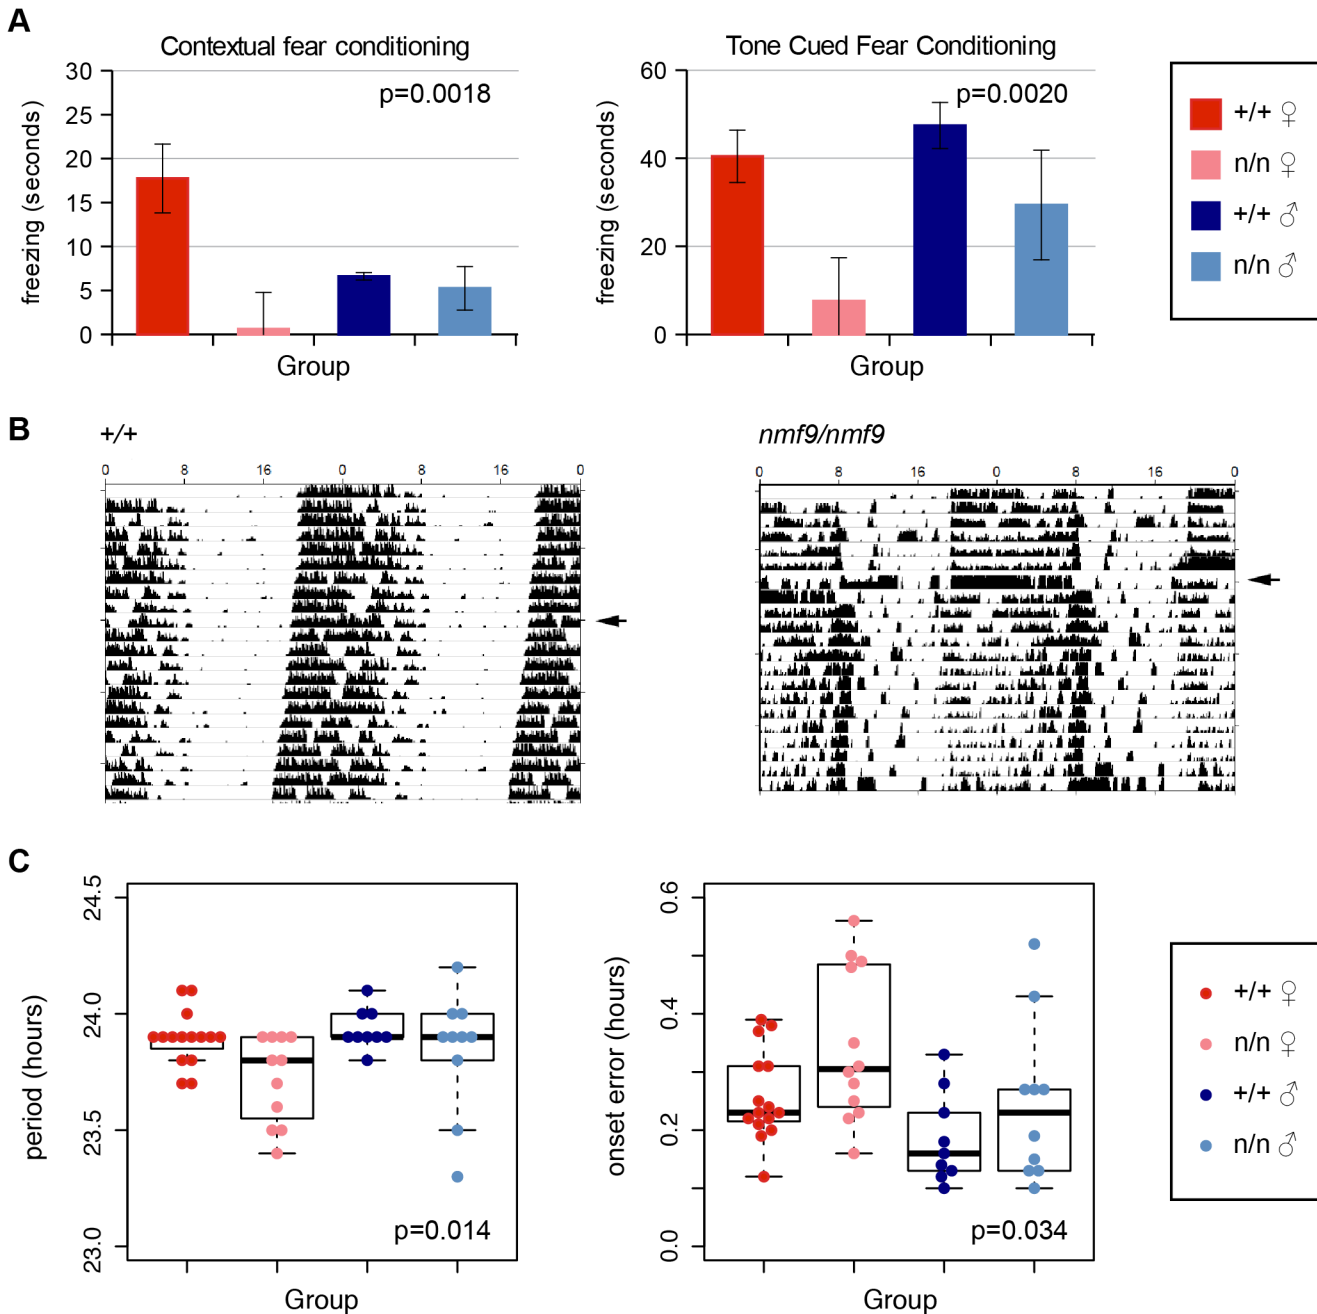 A
Contextual fear conditioning
p=0.0018
freezing (seconds)
30
25
20
15
10
5
0
Group
Tone Cued Fear Conditioning
p=0.0020
freezing (seconds)
60
40
20
0
Group
+/+ ♀
n/n ♀
+/+ ♂
n/n ♂
B
+/+
0 8 16 0 8 16 0
nmf9/nmf9
0 8 16 0 8 16 0
C
period (hours)
24.5
24.0
23.5
23.0
p=0.014
Group
onset error (hours)
0.6
0.4
0.2
0.0
p=0.034
Group
+/+ ♀
n/n ♀
+/+ ♂
n/n ♂